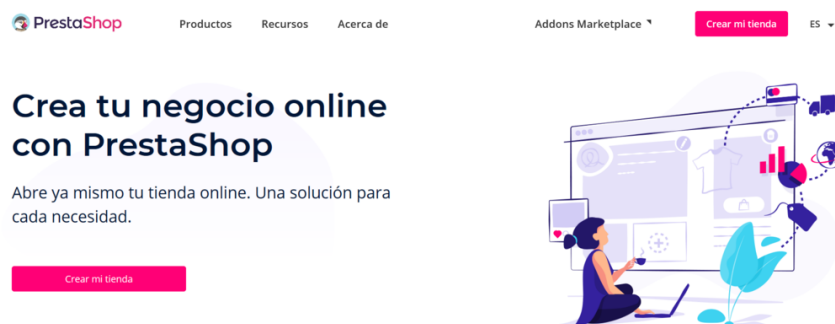 PrestaShop
Productos
Recursos
Acerca de
Addons Marketplace
Crear mi tienda
ES
Crea tu negocio online
con PrestaShop
Abre ya mismo tu tienda online. Una solución para
cada necesidad.
Crear mi tienda